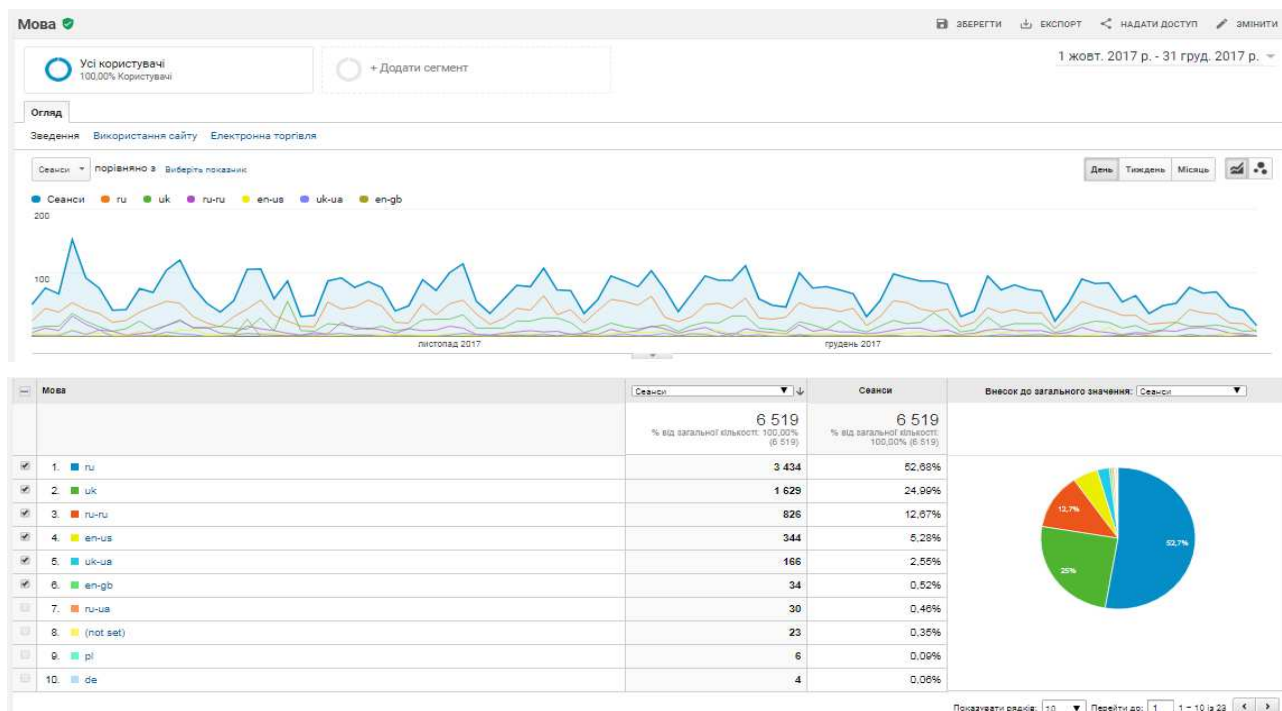 Мова
ЗБЕРЕГТИ ЕКСПОРТ НАДАТИ ДОСТУП ЗМІНИТИ
Усі користувачі
100,00% Користувачі
+ Додати сегмент
1 жовт. 2017 р. - 31 груд. 2017 р.
Огляд
Зведення Використання сайту Електронна торгівля
Сеанси порівняно з Виберіть показник
День Тиждень Місяць
Сеанси ru uk ru-ru en-us uk-ua en-gb
200
100
листопад 2017 грудень 2017
Мова Сеанси Сеанси Внесок до загального значення: Сеанси
6 519 6 519
% від загальної кількості: 100,00% (6 519) % від загальної кількості: 100,00% (6 519)
1. ru 3 434 52,68%
2. uk 1 629 24,99%
3. ru-ru 826 12,67%
4. en-us 344 5,28%
5. uk-ua 166 2,55%
6. en-gb 34 0,52%
7. ru-ua 30 0,46%
8. (not set) 23 0,35%
9. pl 6 0,09%
10. de 4 0,06%
12,7%
52,7%
25%
Показувати рядків: 10 Перейти до: 1 1 – 10 із 23